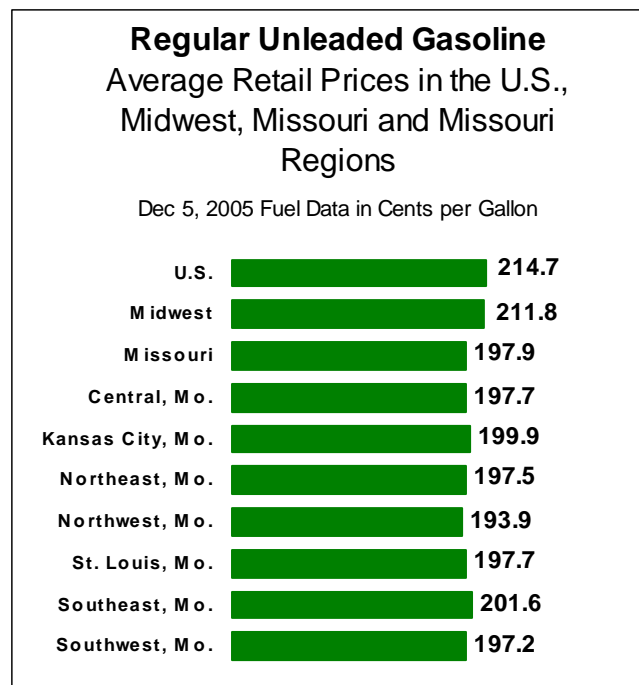 Regular Unleaded Gasoline
Average Retail Prices in the U.S.,
Midwest, Missouri and Missouri
Regions
Dec 5, 2005 Fuel Data in Cents per Gallon
U.S. 214.7
Midwest 211.8
Missouri 197.9
Central, Mo. 197.7
Kansas City, Mo. 199.9
Northeast, Mo. 197.5
Northwest, Mo. 193.9
St. Louis, Mo. 197.7
Southeast, Mo. 201.6
Southwest, Mo. 197.2